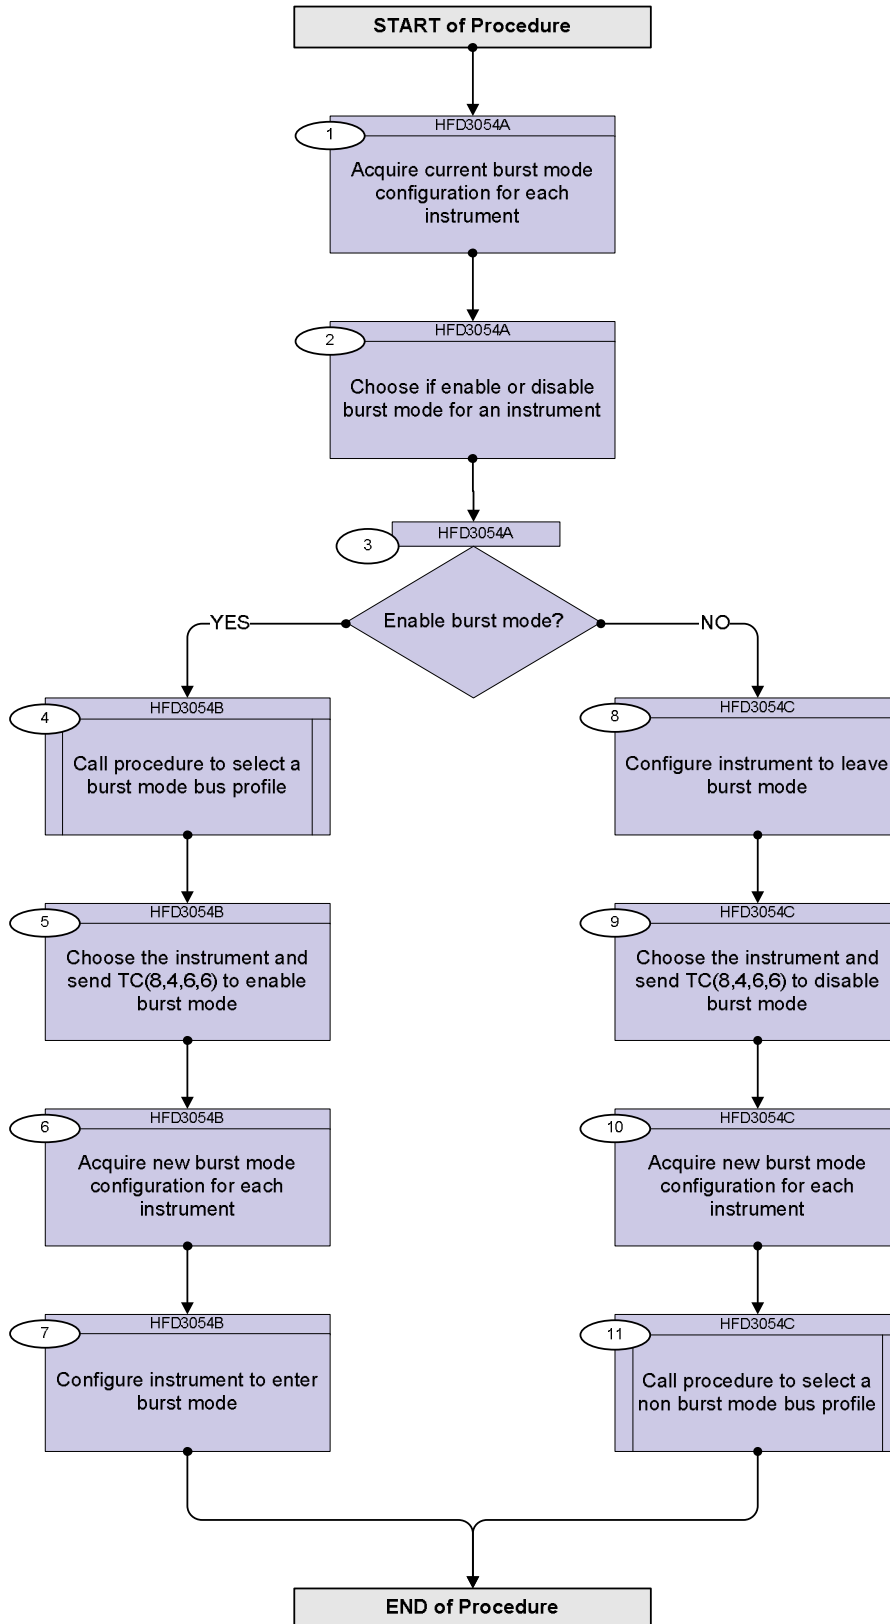 START of Procedure
HFD3054A
1
Acquire current burst mode
configuration for each
instrument
HFD3054A
2
Choose if enable or disable
burst mode for an instrument
HFD3054A
3
Enable burst mode?
YES
NO
HFD3054B
4
Call procedure to select a
burst mode bus profile
HFD3054B
5
Choose the instrument and
send TC(8,4,6,6) to enable
burst mode
HFD3054B
6
Acquire new burst mode
configuration for each
instrument
HFD3054B
7
Configure instrument to enter
burst mode
HFD3054C
8
Configure instrument to leave
burst mode
HFD3054C
9
Choose the instrument and
send TC(8,4,6,6) to disable
burst mode
HFD3054C
10
Acquire new burst mode
configuration for each
instrument
HFD3054C
11
Call procedure to select a
non burst mode bus profile
END of Procedure